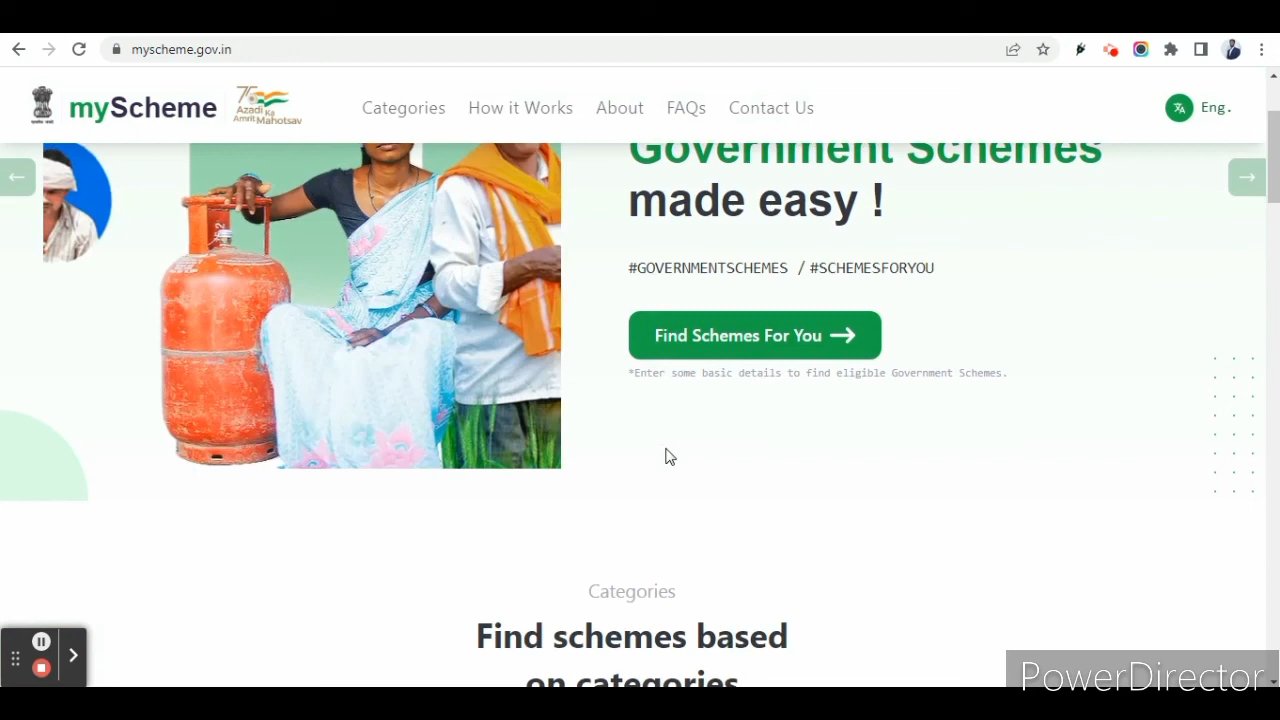 myscheme.gov.in
myScheme
75
Azadi Ka
Amrit Mahotsav
Categories
How it Works
About
FAQs
Contact Us
Eng.
Government Schemes
made easy !
#GOVERNMENTSCHEMES / #SCHEMESFORYOU
Find Schemes For You
*Enter some basic details to find eligible Government Schemes.
Categories
Find schemes based
on categories
PowerDirector